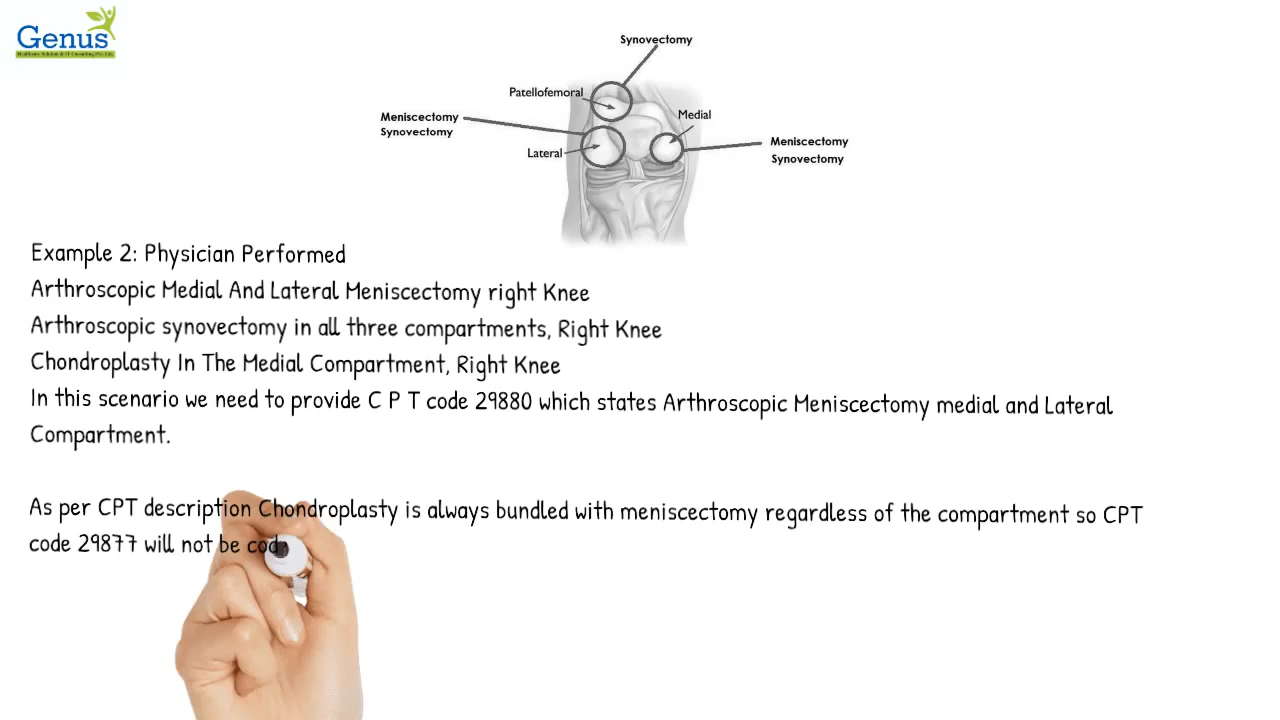 Genus
Synovectomy
Patellofemoral
Medial
Meniscectomy
Synovectomy
Lateral
Meniscectomy
Synovectomy
Example 2: Physician Performed
Arthroscopic Medial And Lateral Meniscectomy right Knee
Arthroscopic synovectomy in all three compartments, Right Knee
Chondroplasty In The Medial Compartment, Right Knee
In this scenario we need to provide C P T code 29880 which states Arthroscopic Meniscectomy medial and Lateral
Compartment.
As per CPT description Chondroplasty is always bundled with meniscectomy regardless of the compartment so CPT
code 29877 will not be cod